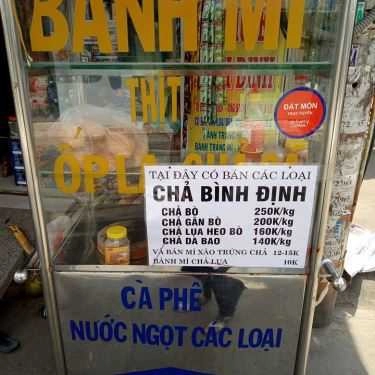 BÁNH MÌ
THỊT
ỐP LA
ĐẶT MÓN
TẠI ĐÂY CÓ BÁN CÁC LOẠI
CHẢ BÌNH ĐỊNH
CHẢ BÒ 250K/kg
CHẢ GÂN BÒ 200K/kg
CHẢ LỤA HEO BÒ 160K/kg
CHẢ DA BAO 140K/kg
VÀ BÁN MÌ XÀO TRỨNG CHẢ 12-15K
BÁNH MÌ CHẢ LỤA 10K
CÀ PHÊ
NƯỚC NGỌT CÁC LOẠI